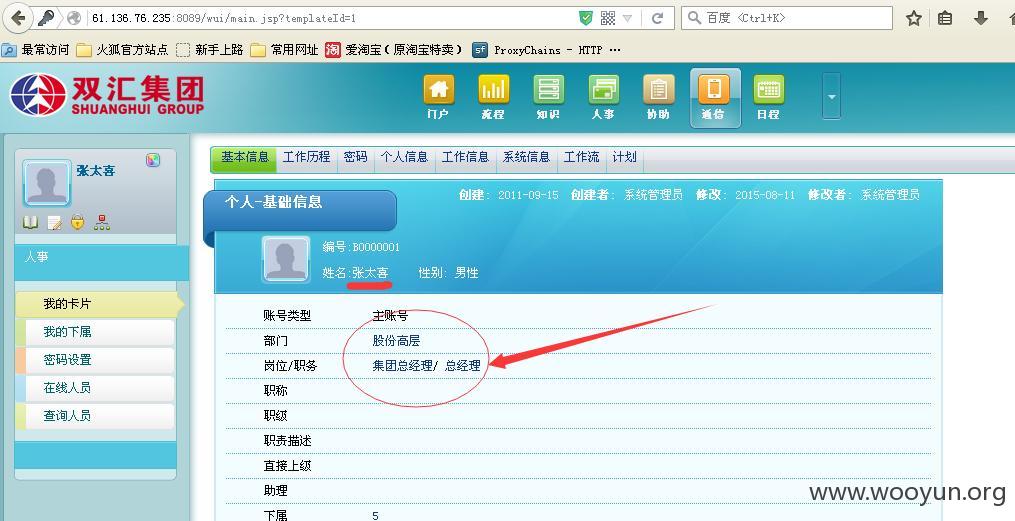 61.136.76.235:8089/wui/main.jsp?templateId=1
百度 <Ctrl+K>
最常访问 火狐官方站点 新手上路 常用网址 淘 爱淘宝（原淘宝特卖） sf ProxyChains - HTTP ...
双汇集团
SHUANGHUI GROUP
门户 流程 知识 人事 协助 通信 日程
张太喜
人事
我的卡片
我的下属
密码设置
在线人员
查询人员
基本信息 工作历程 密码 个人信息 工作信息 系统信息 工作流 计划
个人-基础信息
创建: 2011-09-15 创建者: 系统管理员 修改: 2015-08-11 修改者: 系统管理员
编号:B0000001
姓名:张太喜 性别: 男性
账号类型 主账号
部门 股份高层
岗位/职务 集团总经理/ 总经理
职称
职级
职责描述
直接上级
助理
下属 5
www.wooyun.org